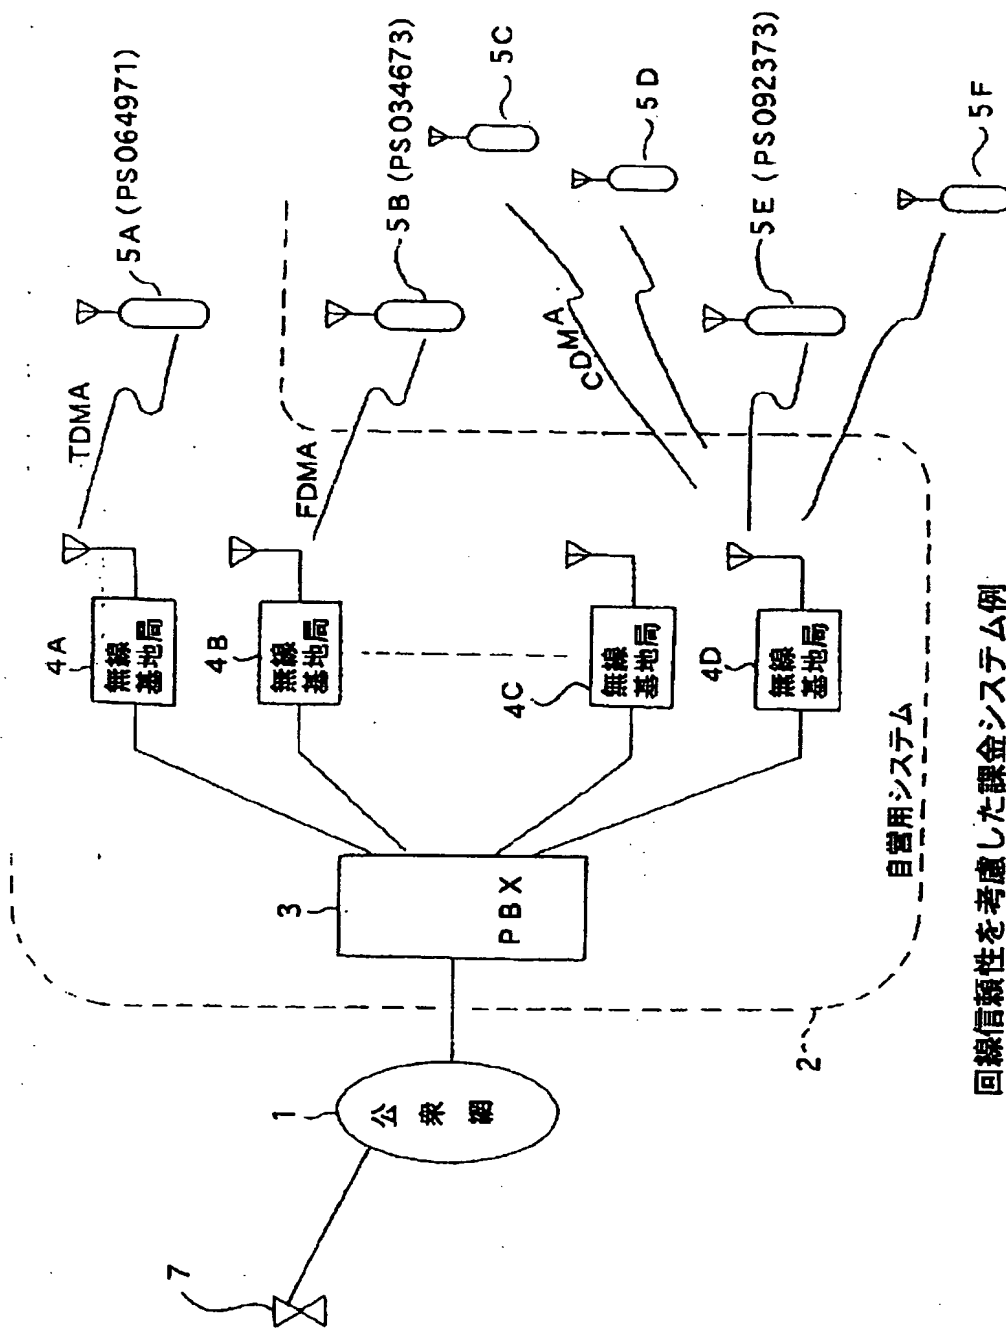 7
1
公衆網
2
3
PBX
自営用システム
4A
無線
基地局
4B
無線
基地局
4C
無線
基地局
4D
無線
基地局
TDMA
FDMA
CDMA
5A (PS064971)
5B (PS034673)
5C
5D
5E (PS092373)
5F
回線信頼性を考慮した課金システム例